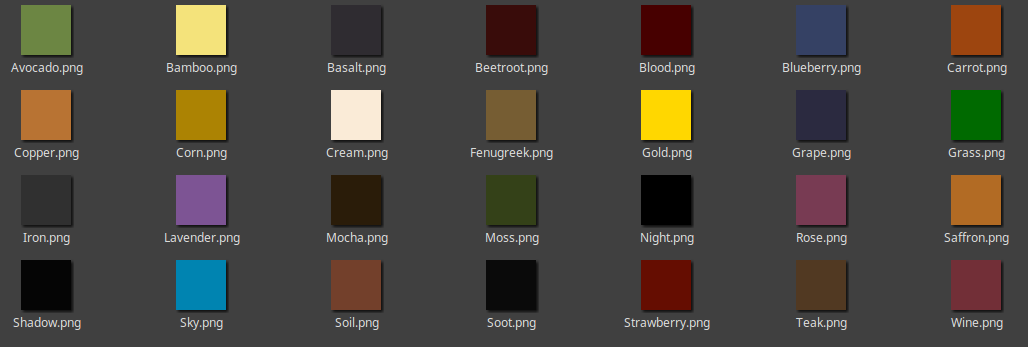 Avocado.png Bamboo.png Basalt.png Beetroot.png Blood.png Blueberry.png Carrot.png
Copper.png Corn.png Cream.png Fenugreek.png Gold.png Grape.png Grass.png
Iron.png Lavender.png Mocha.png Moss.png Night.png Rose.png Saffron.png
Shadow.png Sky.png Soil.png Soot.png Strawberry.png Teak.png Wine.png